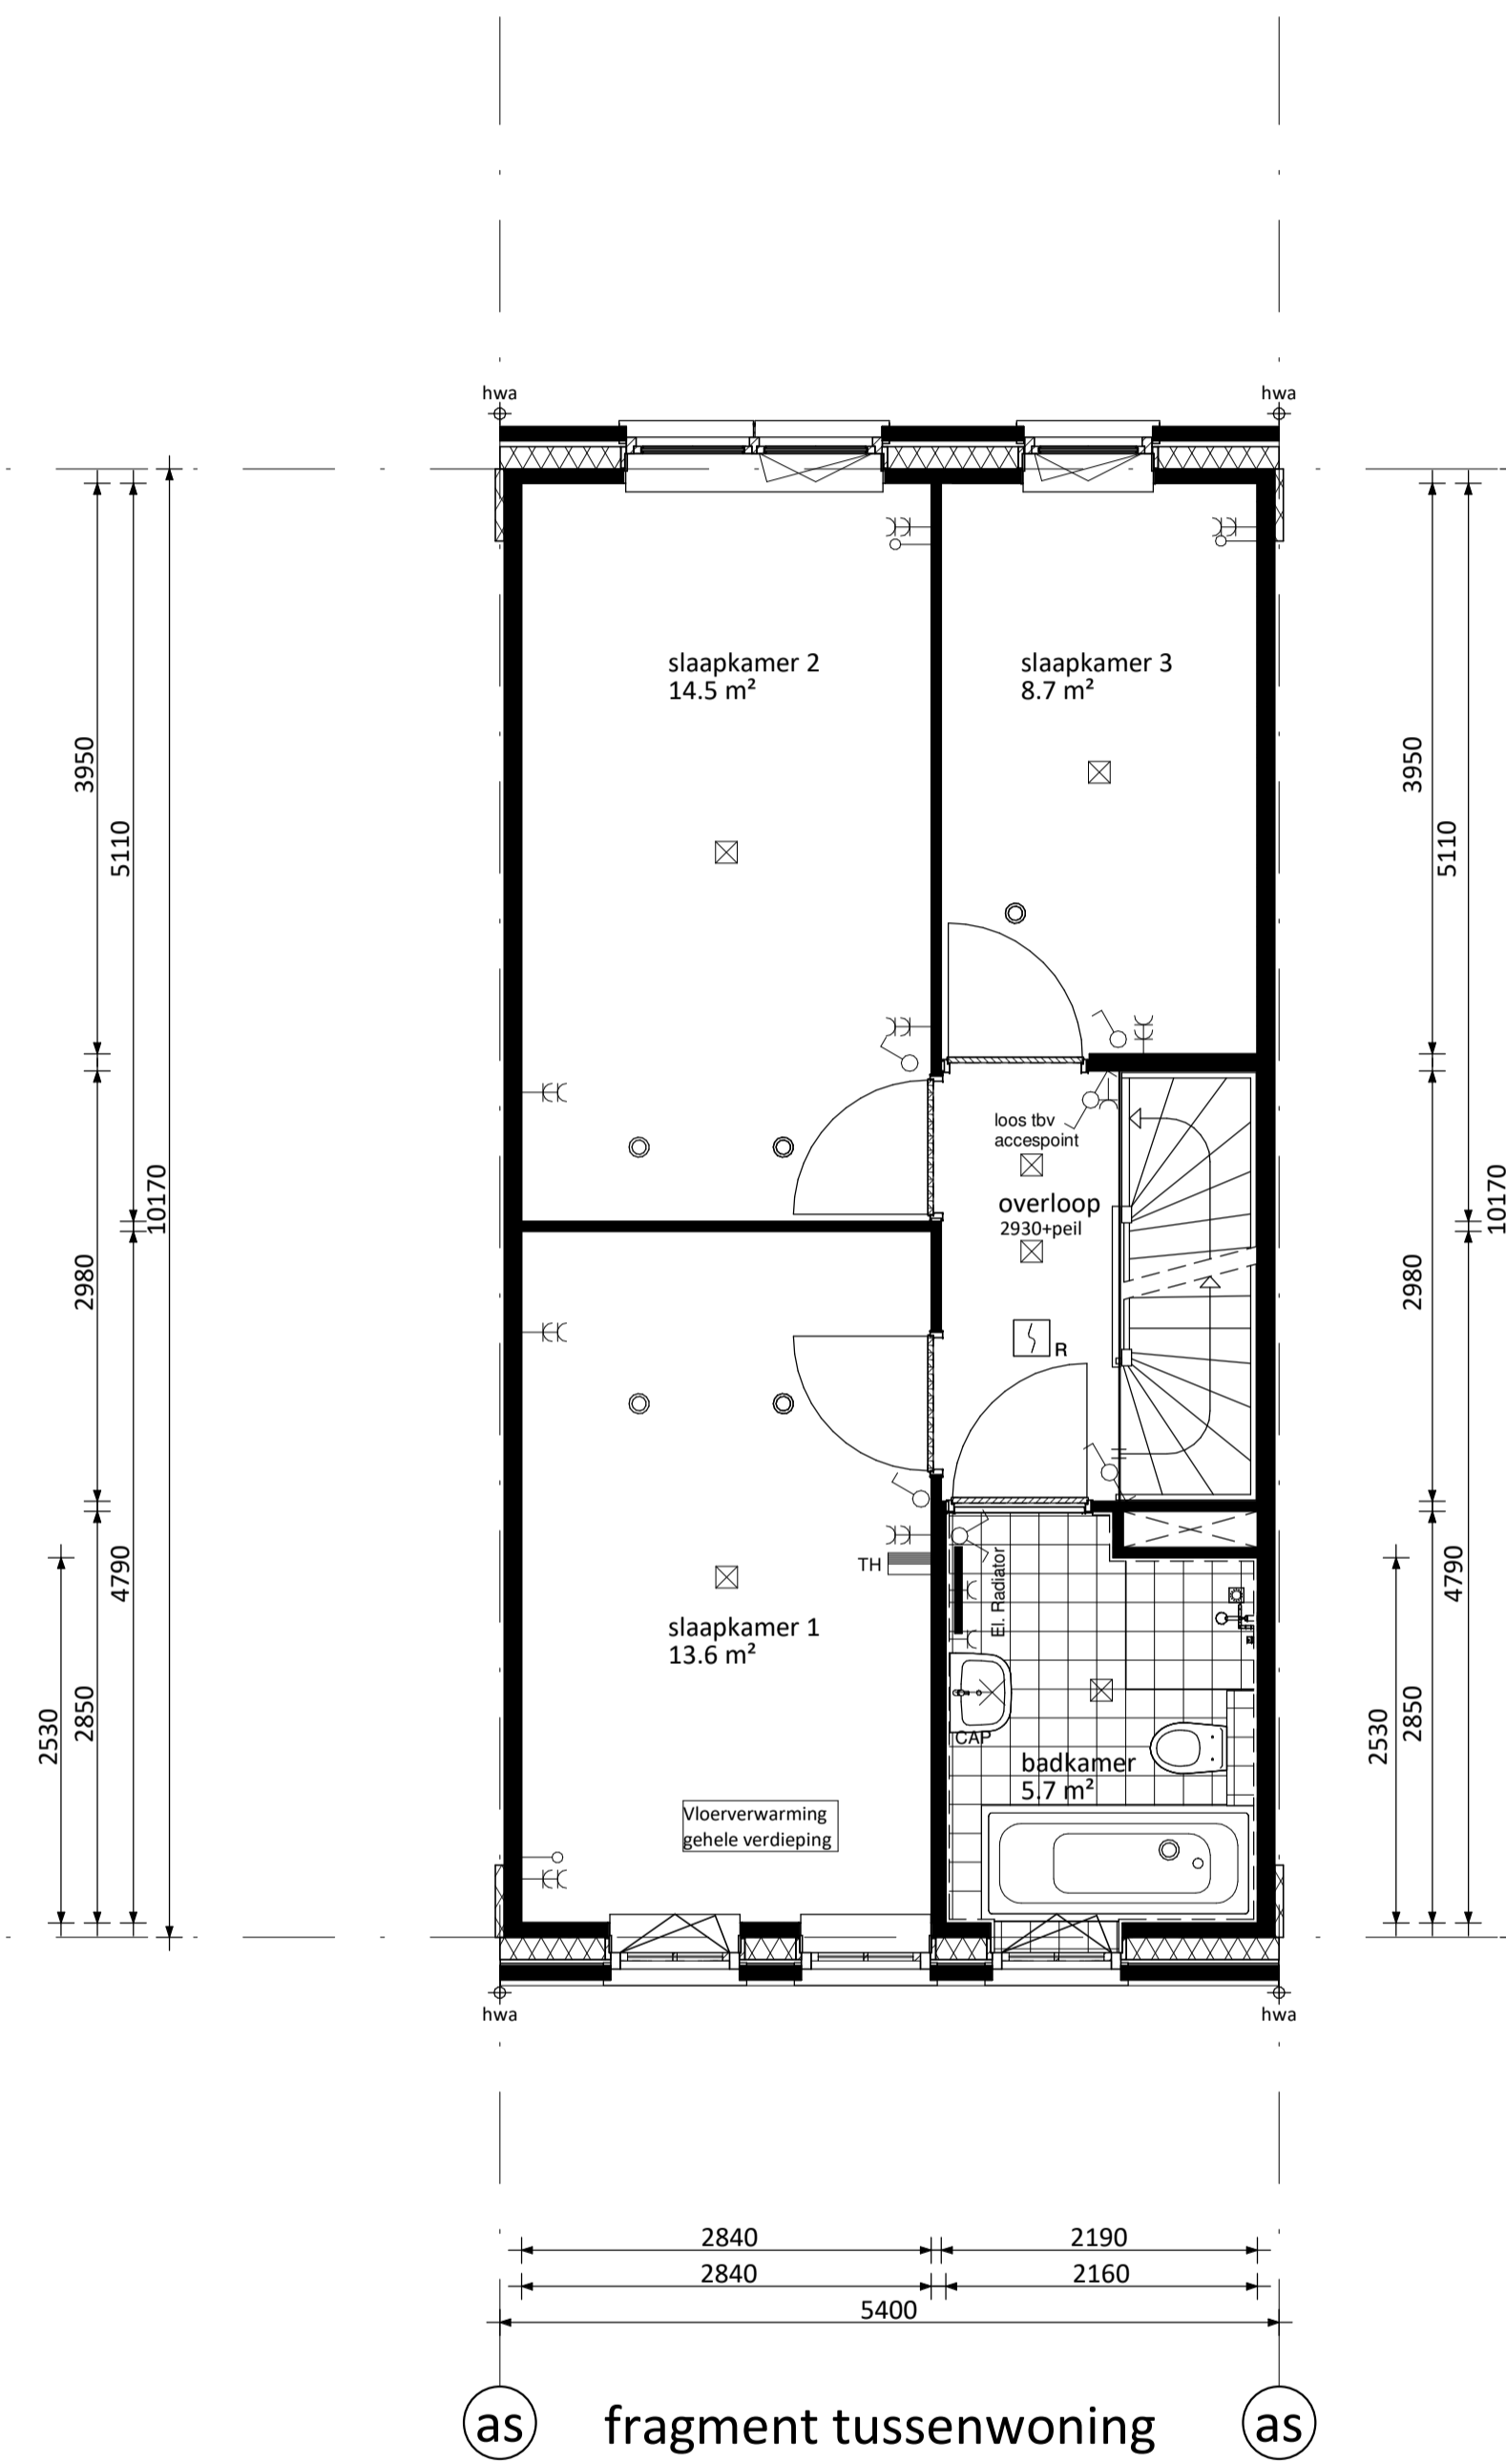 hwa
hwa
slaapkamer 2
14.5 m²
slaapkamer 3
8.7 m²
3950
5110
10170
2980
4790
2850
2530
3950
5110
10170
2980
4790
2850
2530
loos tbv
accespoint
overloop
2930+peil
R
TH
El. Radiator
slaapkamer 1
13.6 m²
CAP
badkamer
5.7 m²
Vloerverwarming
gehele verdieping
hwa
hwa
2840
2190
2840
2160
5400
as
fragment tussenwoning
as